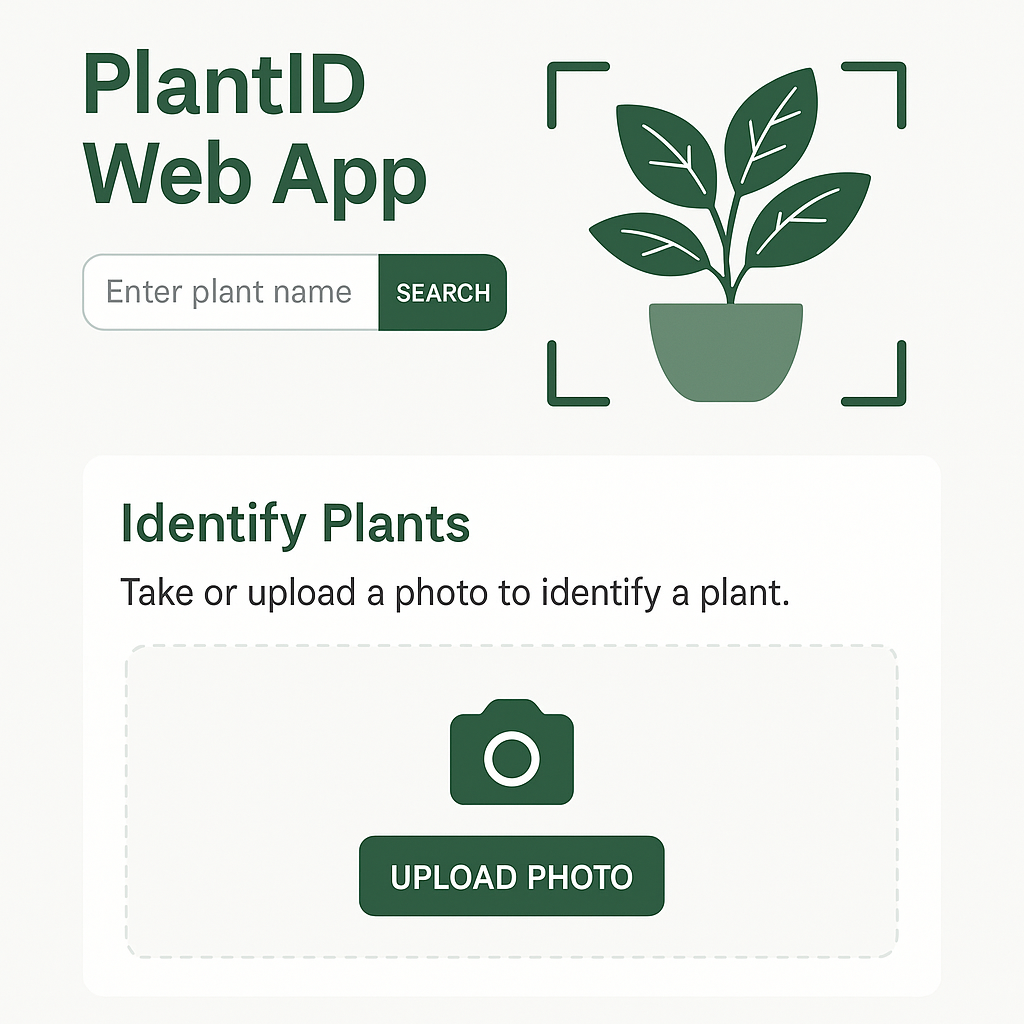 PlantID
Web App
Enter plant name
SEARCH
Identify Plants
Take or upload a photo to identify a plant.
UPLOAD PHOTO